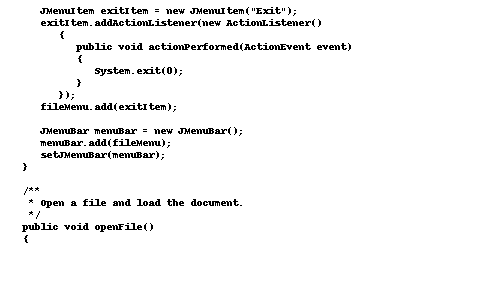 JMenuItem exitItem = new JMenuItem("Exit");
exitItem.addActionListener(new ActionListener()
{
public void actionPerformed(ActionEvent event)
{
System.exit(0);
}
});
fileMenu.add(exitItem);

JMenuBar menuBar = new JMenuBar();
menuBar.add(fileMenu);
setJMenuBar(menuBar);
}

/**
* Open a file and load the document.
*/
public void openFile()
{